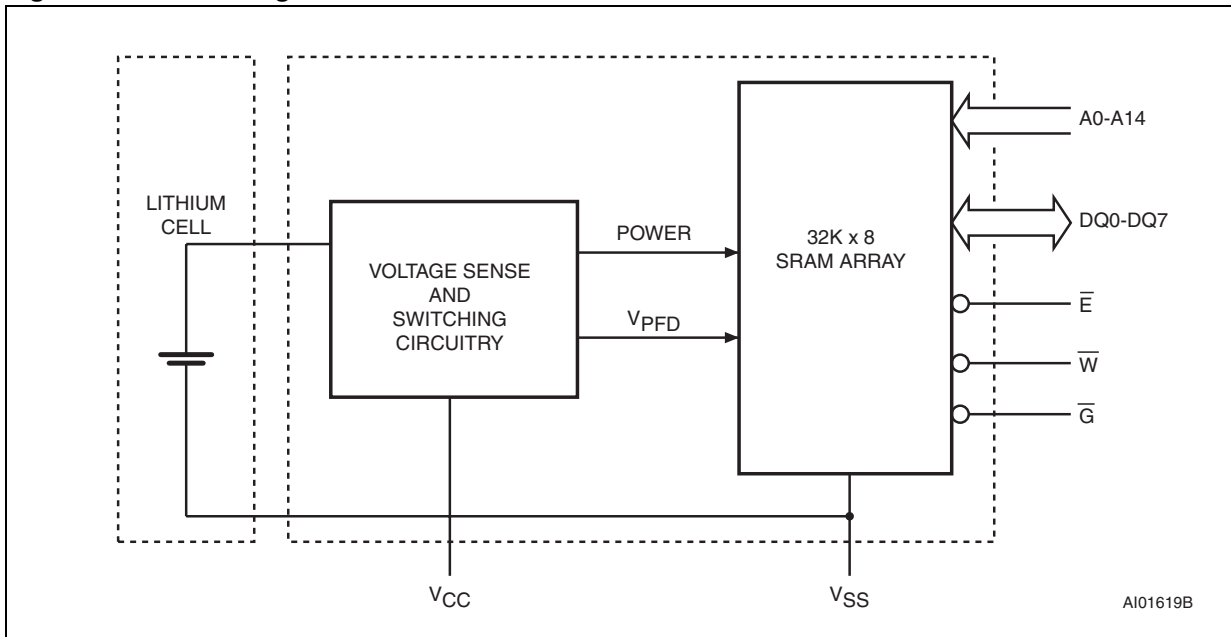 LITHIUM
CELL
VOLTAGE SENSE
AND
SWITCHING
CIRCUITRY
POWER
VPFD
32K x 8
SRAM ARRAY
A0-A14
DQ0-DQ7
E̅
W̅
G̅
VCC
VSS
AI01619B